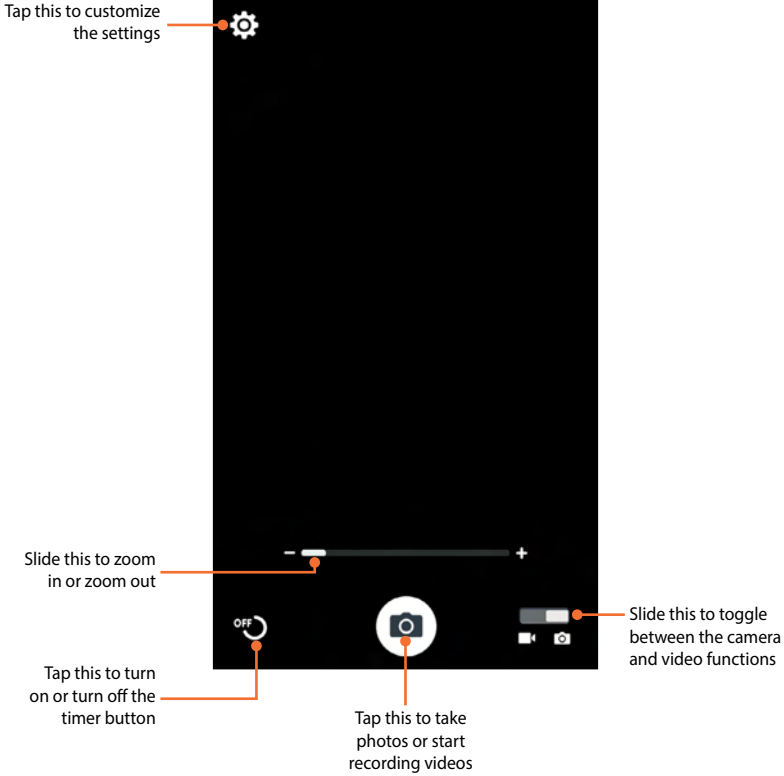 Tap this to customize
the settings
Slide this to zoom
in or zoom out
OFF
Slide this to toggle
between the camera
and video functions
Tap this to turn
on or turn off the
timer button
Tap this to take
photos or start
recording videos